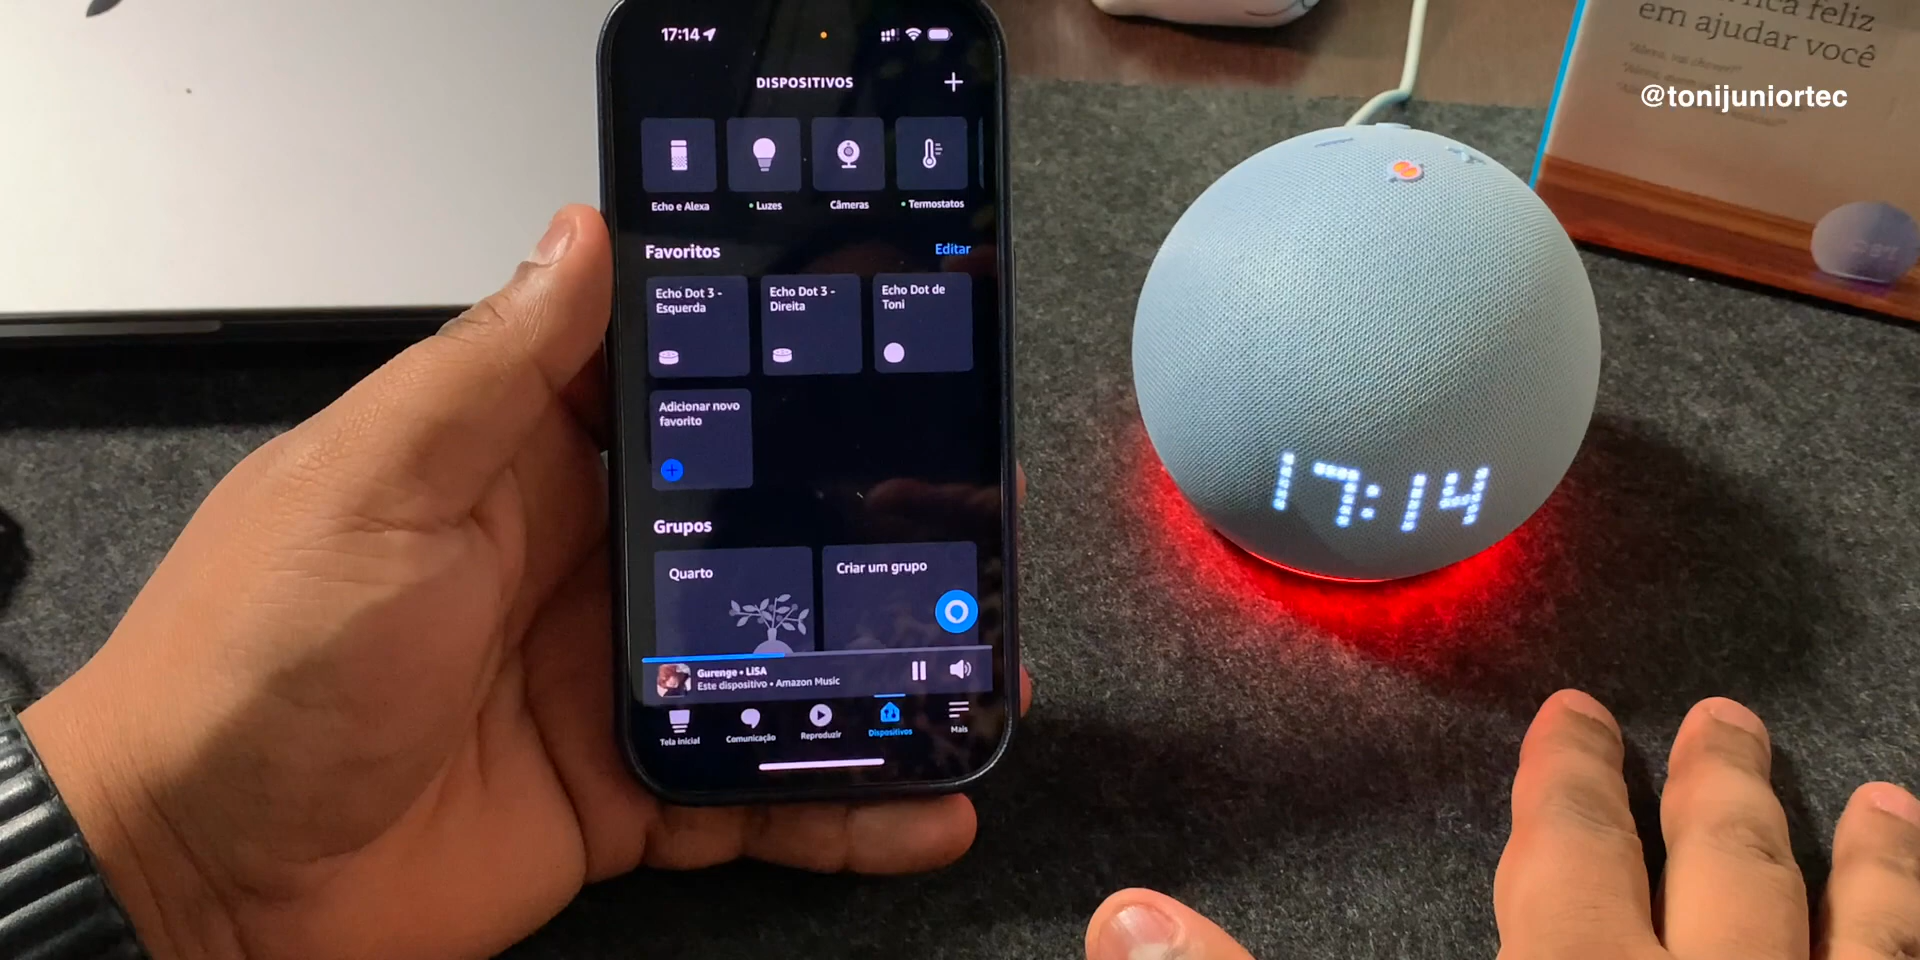 17:14
DISPOSITIVOS
Echo e Alexa
Luzes
Câmeras
Termostatos
Favoritos
Editar
Echo Dot 3 -
Esquerda
Echo Dot 3 -
Direita
Echo Dot de
Toni
Adicionar novo
favorito
Grupos
Quarto
Criar um grupo
Gurenge • LiSA
Este dispositivo • Amazon Music
Tela inicial
Comunicação
Reproduzir
Dispositivos
Mais
17:14
feliz
em ajudar você
@tonijuniortec